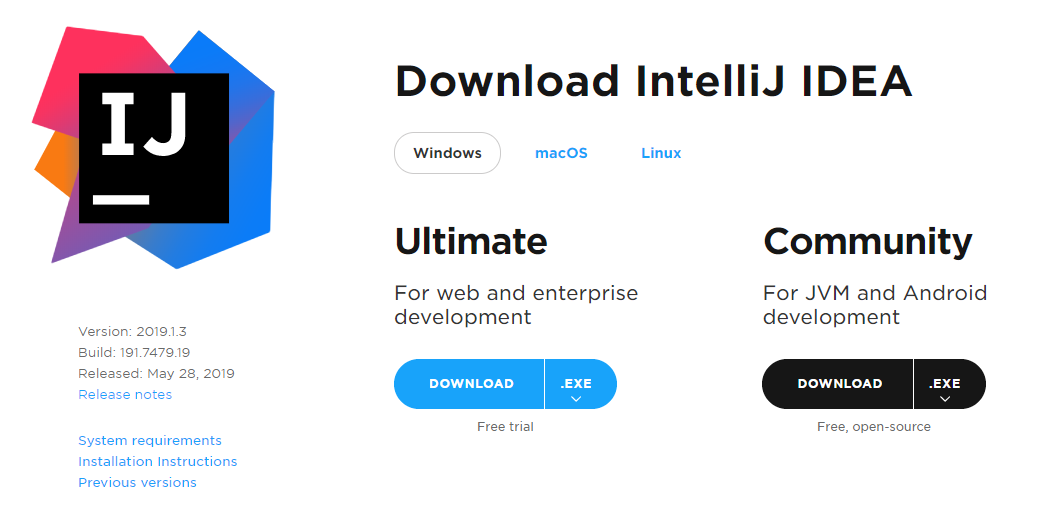 IJ
Version: 2019.1.3
Build: 191.7479.19
Released: May 28, 2019
Release notes
System requirements
Installation Instructions
Previous versions
Download IntelliJ IDEA
Windows macOS Linux
Ultimate
For web and enterprise
development
DOWNLOAD .EXE
Free trial
Community
For JVM and Android
development
DOWNLOAD .EXE
Free, open-source